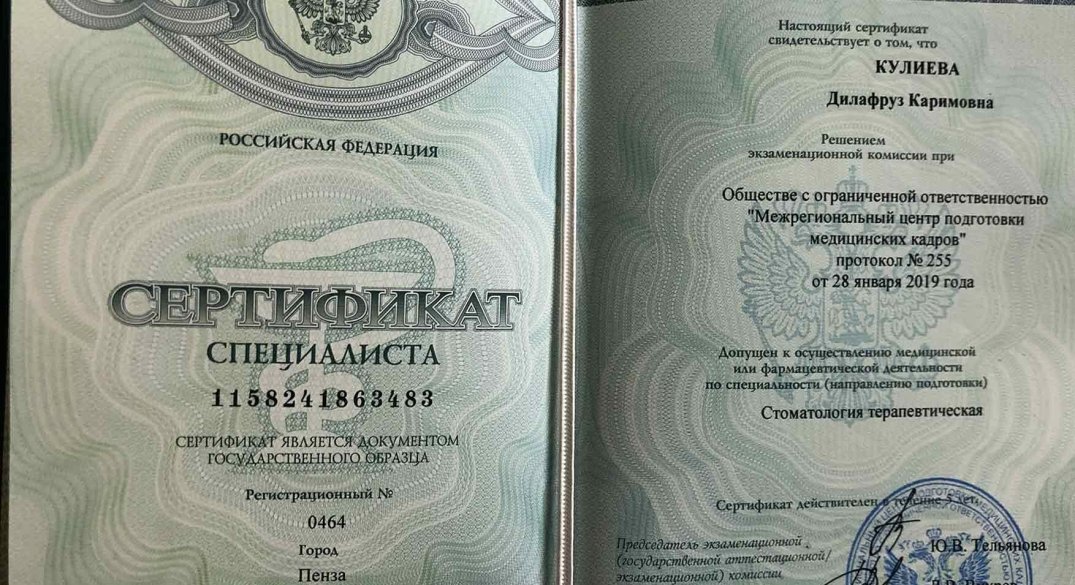 РОССИЙСКАЯ ФЕДЕРАЦИЯ
СЕРТИФИКАТ
СПЕЦИАЛИСТА
1158241863483
СЕРТИФИКАТ ЯВЛЯЕТСЯ ДОКУМЕНТОМ
ГОСУДАРСТВЕННОГО ОБРАЗЦА
Регистрационный №
0464
Город
Пенза
Настоящий сертификат
свидетельствует о том, что
КУЛИЕВА
Дилафруз Каримовна
Решением
экзаменационной комиссии при
Обществе с ограниченной ответственностью
"Межрегиональный центр подготовки
медицинских кадров"
протокол № 255
от 28 января 2019 года
Допущен к осуществлению медицинской
или фармацевтической деятельности
по специальности (направлению подготовки)
Стоматология терапевтическая
Сертификат действителен в течение 5 лет.
Председатель экзаменационной
(государственной аттестационной/
экзаменационной) комиссии
Ю.В. Тельянова